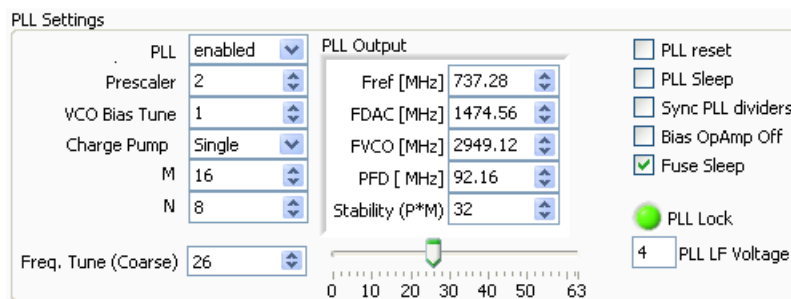 PLL Settings
PLL enabled
Prescaler 2
VCO Bias Tune 1
Charge Pump Single
M 16
N 8
Freq. Tune (Coarse) 26
PLL Output
Fref [MHz] 737.28
FDAC [MHz] 1474.56
FVCO [MHz] 2949.12
PFD [ MHz] 92.16
Stability (P*M) 32
0 10 20 30 40 50 63
PLL reset
PLL Sleep
Sync PLL dividers
Bias OpAmp Off
Fuse Sleep
PLL Lock
4 PLL LF Voltage